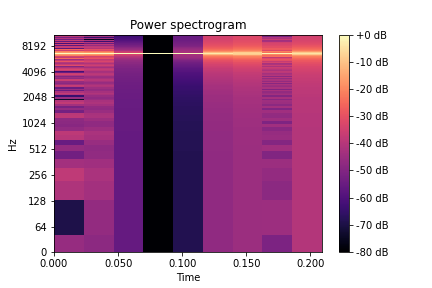 Power spectrogram
Hz
8192
4096
2048
1024
512
256
128
64
0
0.000 0.050 0.100 0.150 0.200
Time
+0 dB
-10 dB
-20 dB
-30 dB
-40 dB
-50 dB
-60 dB
-70 dB
-80 dB